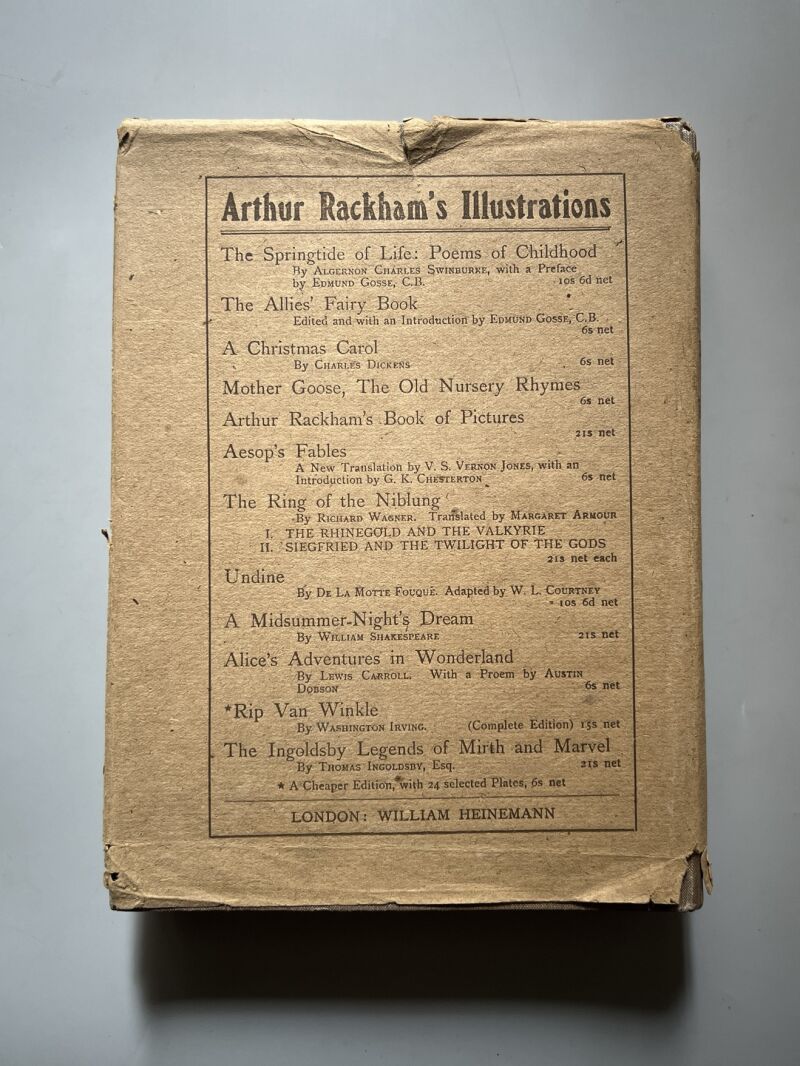 Arthur Rackham's Illustrations
The Springtide of Life: Poems of Childhood
By Algernon Charles Swinburne, with a Preface
by Edmund Gosse, C.B. 10s 6d net
The Allies' Fairy Book
Edited and with an Introduction by Edmund Gosse, C.B.
6s net
A Christmas Carol
By Charles Dickens 6s net
Mother Goose, The Old Nursery Rhymes
6s net
Arthur Rackham's Book of Pictures
21s net
Aesop's Fables
A New Translation by V. S. Vernon Jones, with an
Introduction by G. K. Chesterton 6s net
The Ring of the Niblung
By Richard Wagner. Translated by Margaret Armour
I. THE RHINEGOLD AND THE VALKYRIE
II. SIEGFRIED AND THE TWILIGHT OF THE GODS
21s net each
Undine
By De La Motte Fouqué. Adapted by W. L. Courtney
10s 6d net
A Midsummer-Night's Dream
By William Shakespeare 21s net
Alice's Adventures in Wonderland
By Lewis Carroll. With a Proem by Austin
Dobson 6s net
*Rip Van Winkle
By Washington Irving. (Complete Edition) 15s net
The Ingoldsby Legends of Mirth and Marvel
By Thomas Ingoldsby, Esq. 21s net
* A Cheaper Edition, with 24 selected Plates, 6s net
LONDON: WILLIAM HEINEMANN